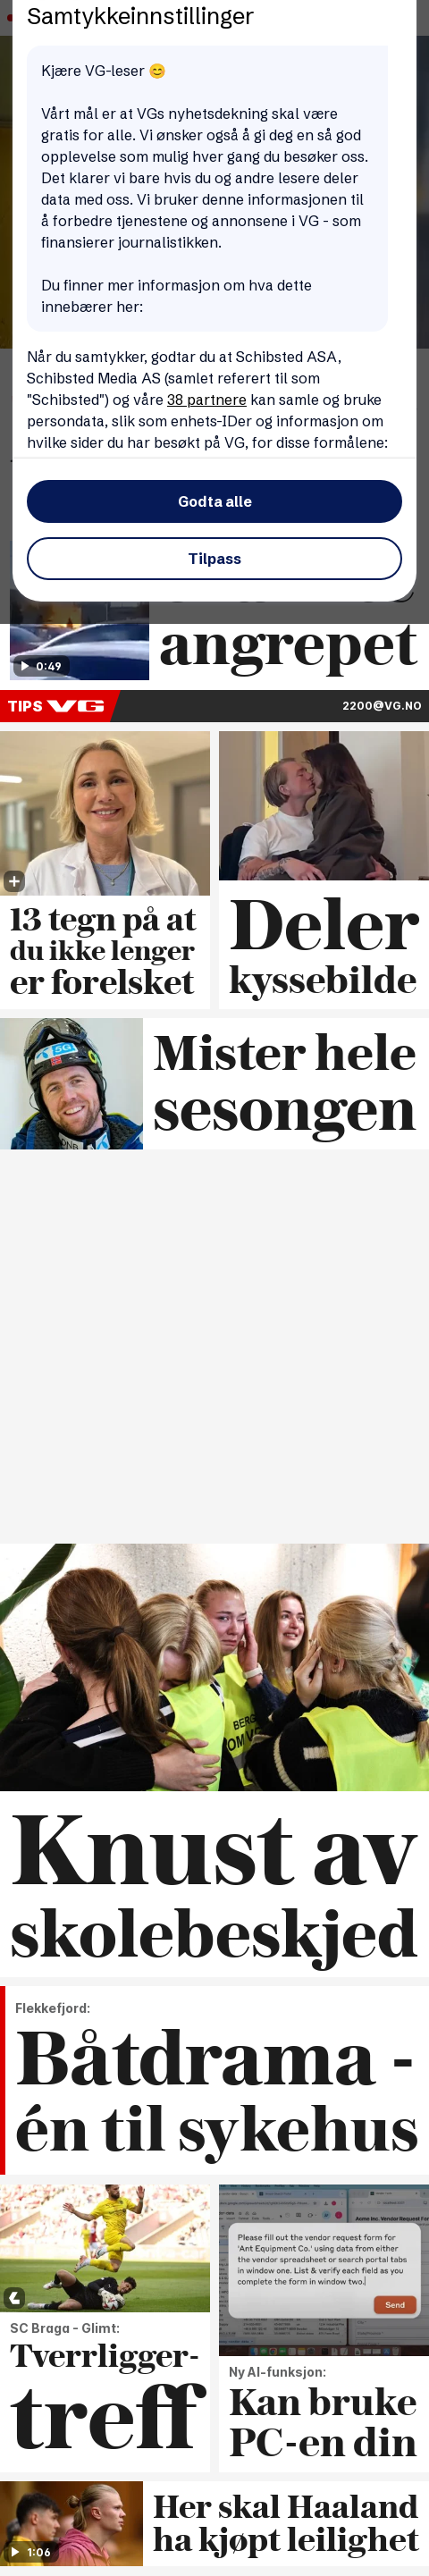 Samtykkeinnstillinger
Kjære VG-leser 😊
Vårt mål er at VGs nyhetsdekning skal være
gratis for alle. Vi ønsker også å gi deg en så god
opplevelse som mulig hver gang du besøker oss.
Det klarer vi bare hvis du og andre lesere deler
data med oss. Vi bruker denne informasjonen til
å forbedre tjenestene og annonsene i VG - som
finansierer journalistikken.
Du finner mer informasjon om hva dette
innebærer her:
Når du samtykker, godtar du at Schibsted ASA,
Schibsted Media AS (samlet referert til som
"Schibsted") og våre 38 partnere kan samle og bruke
persondata, slik som enhets-IDer og informasjon om
hvilke sider du har besøkt på VG, for disse formålene:
Godta alle
Tilpass
angrepet
0:49
TIPS VG
2200@VG.NO
13 tegn på at
du ikke lenger
er forelsket
Deler
kyssebilde
5G
Mister hele
sesongen
Knust av
skolebeskjed
Flekkefjord:
Båtdrama -
én til sykehus
SC Braga - Glimt:
Tverrligger-
treff
Please fill out the vendor request form for
'Ant Equipment Co.' using data from either
the vendor spreadsheet or search portal tabs
in window one. List & verify each field as you
complete the form in window two.
Send
Ny AI-funksjon:
Kan bruke
PC-en din
1:06
Her skal Haaland
ha kjøpt leilighet